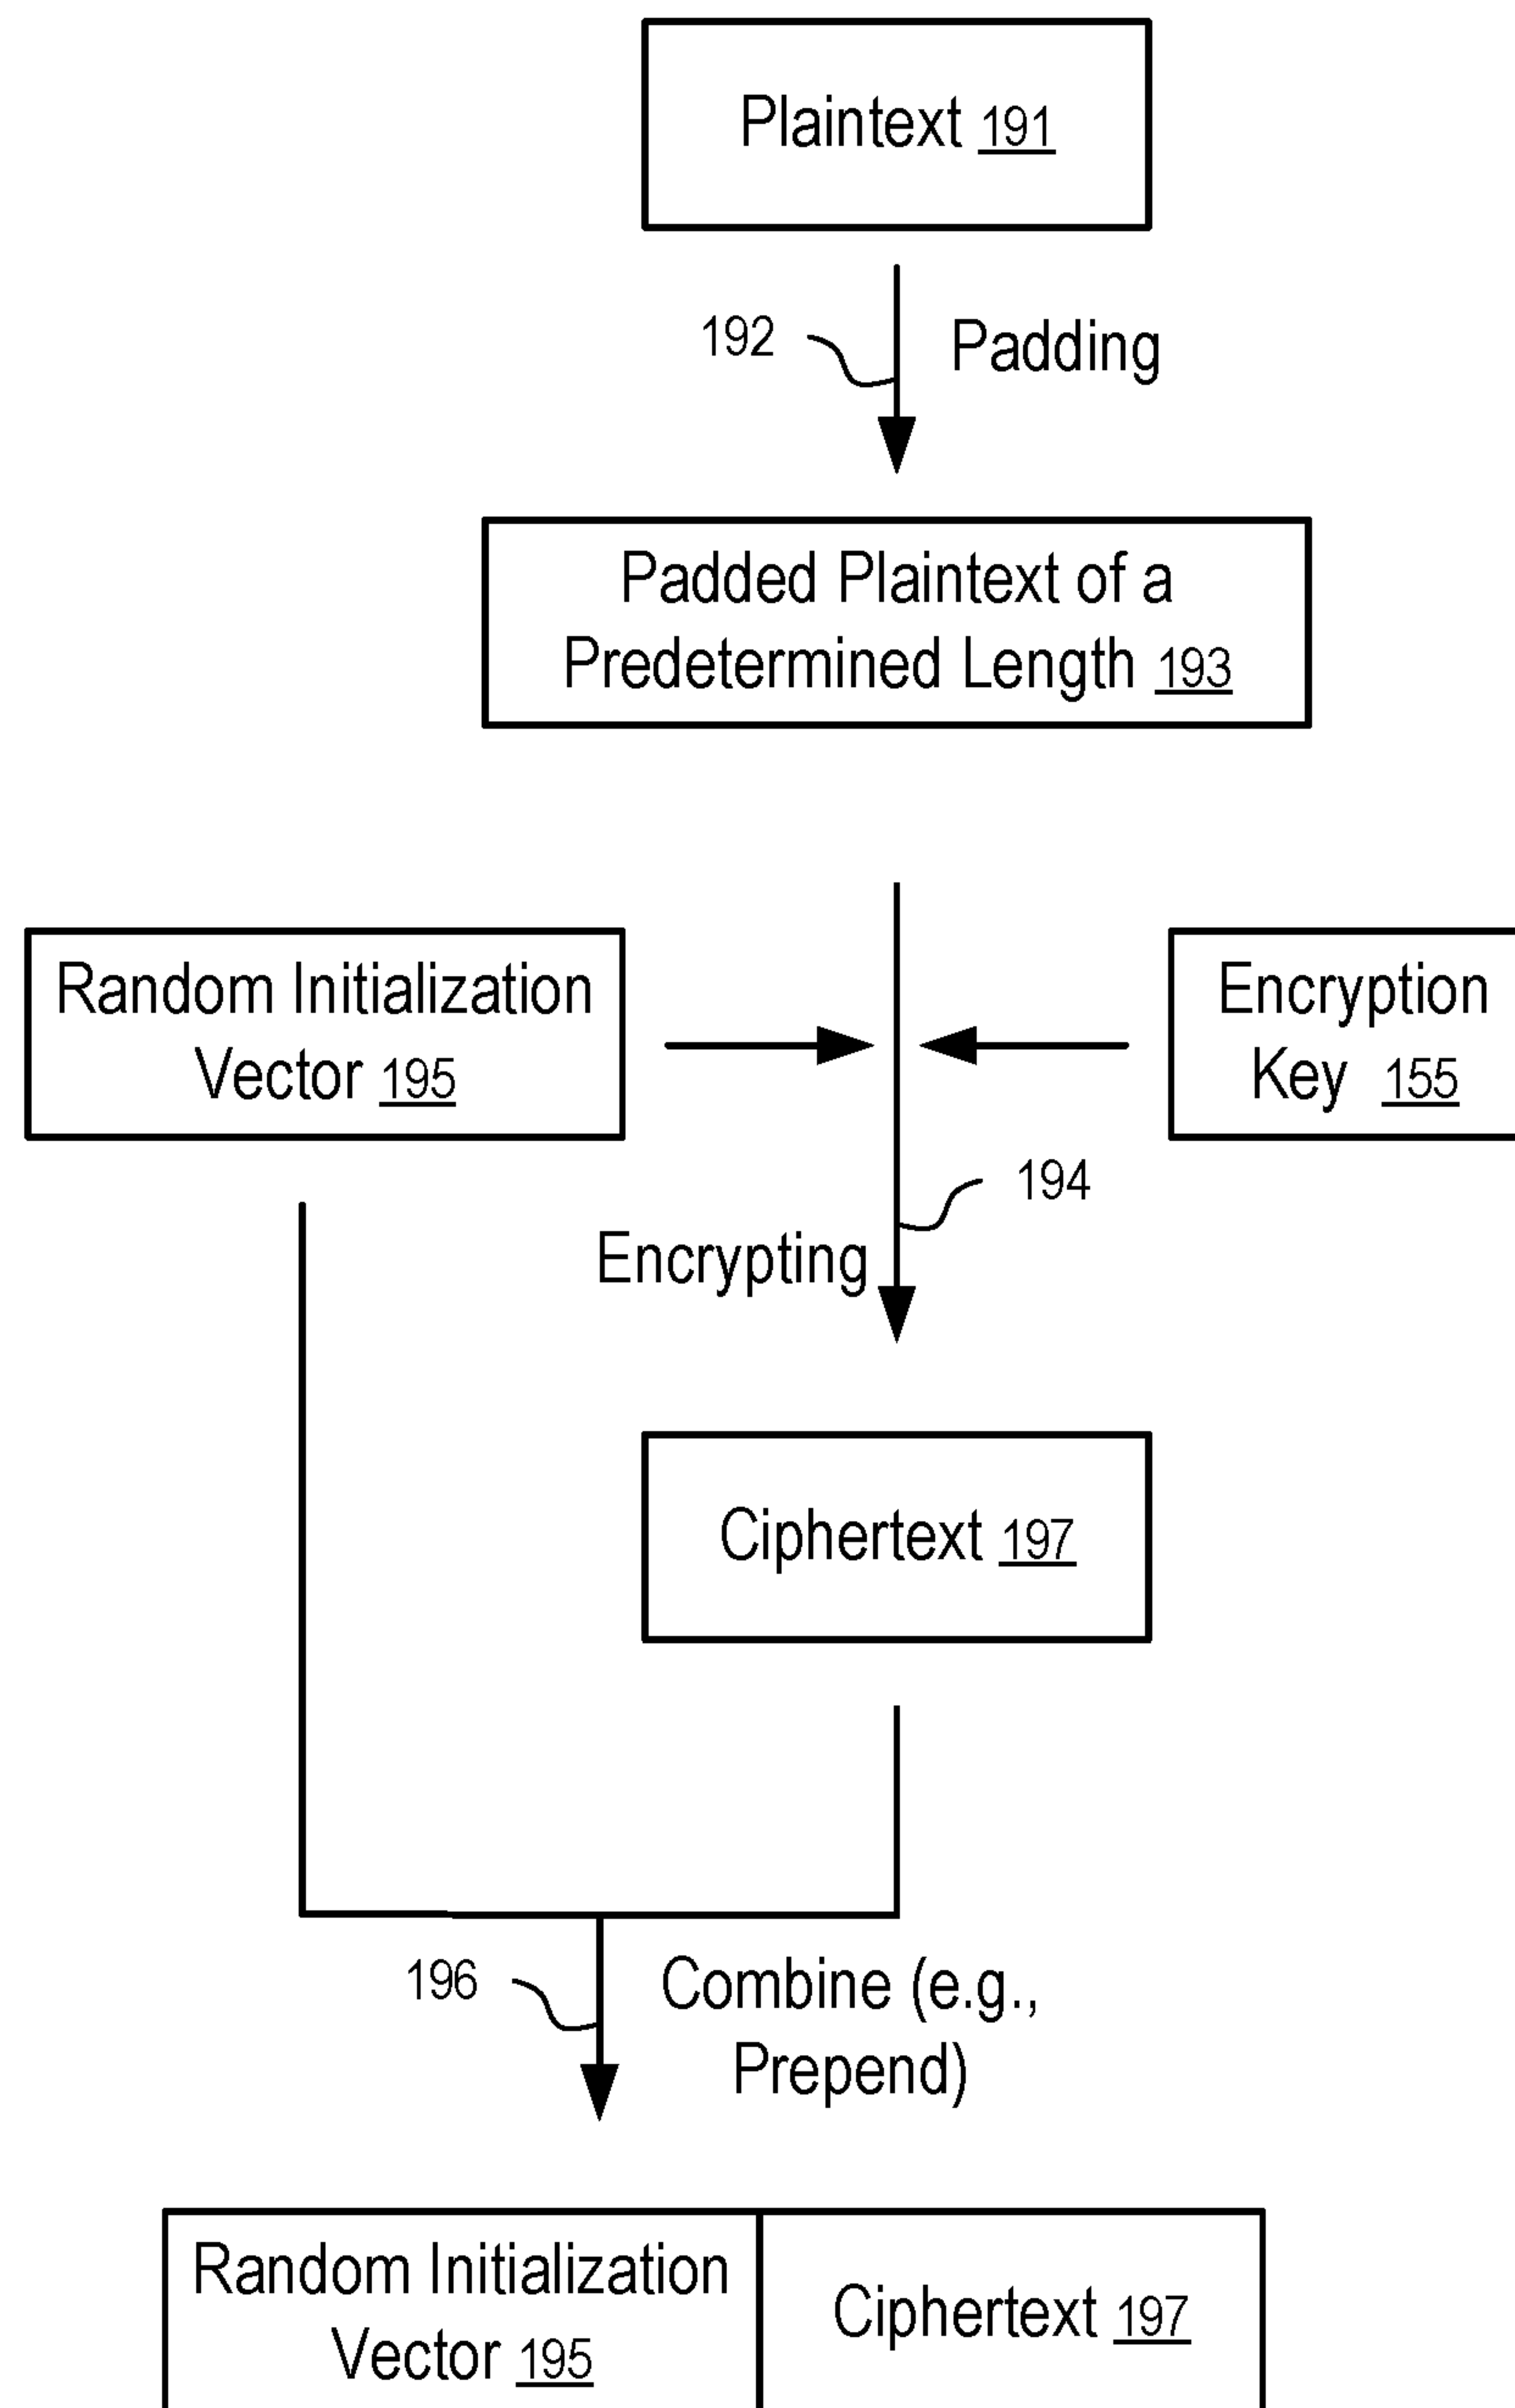 Plaintext 191
192
Padding
Padded Plaintext of a
Predetermined Length 193
Random Initialization
Vector 195
Encryption
Key 155
194
Encrypting
Ciphertext 197
196
Combine (e.g.,
Prepend)
Random Initialization
Vector 195
Ciphertext 197